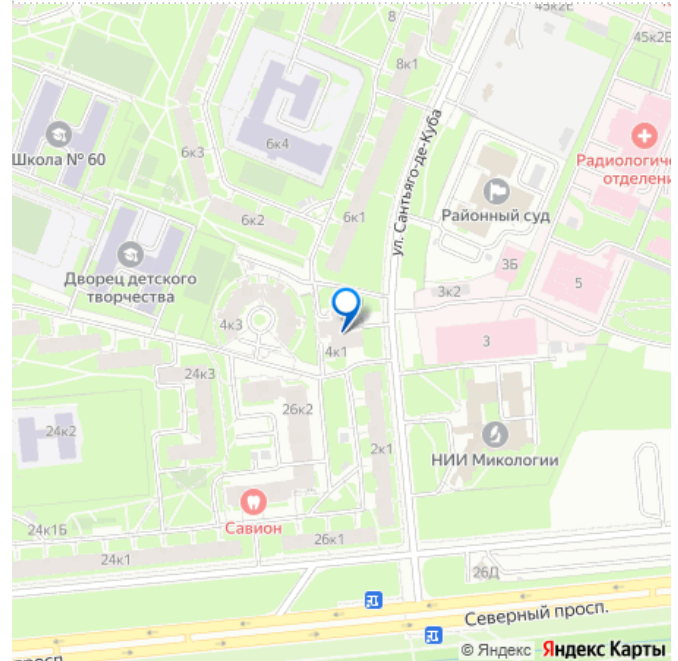 45к2Е
8
45к2В
8к1
Школа № 60
6к3
6к4
Радиологиче
отделени
ул. Сантьяго-де-Куба
Районный суд
6к2
6к1
3Б
Дворец детского
творчества
3к2
5
4к3
3
4к1
24к3
26к2
24к2
2к1
НИИ Микологии
Савион
24к1Б
26к1
24к1
26Д
Северный просп.
просп
© Яндекс Яндекс Карты